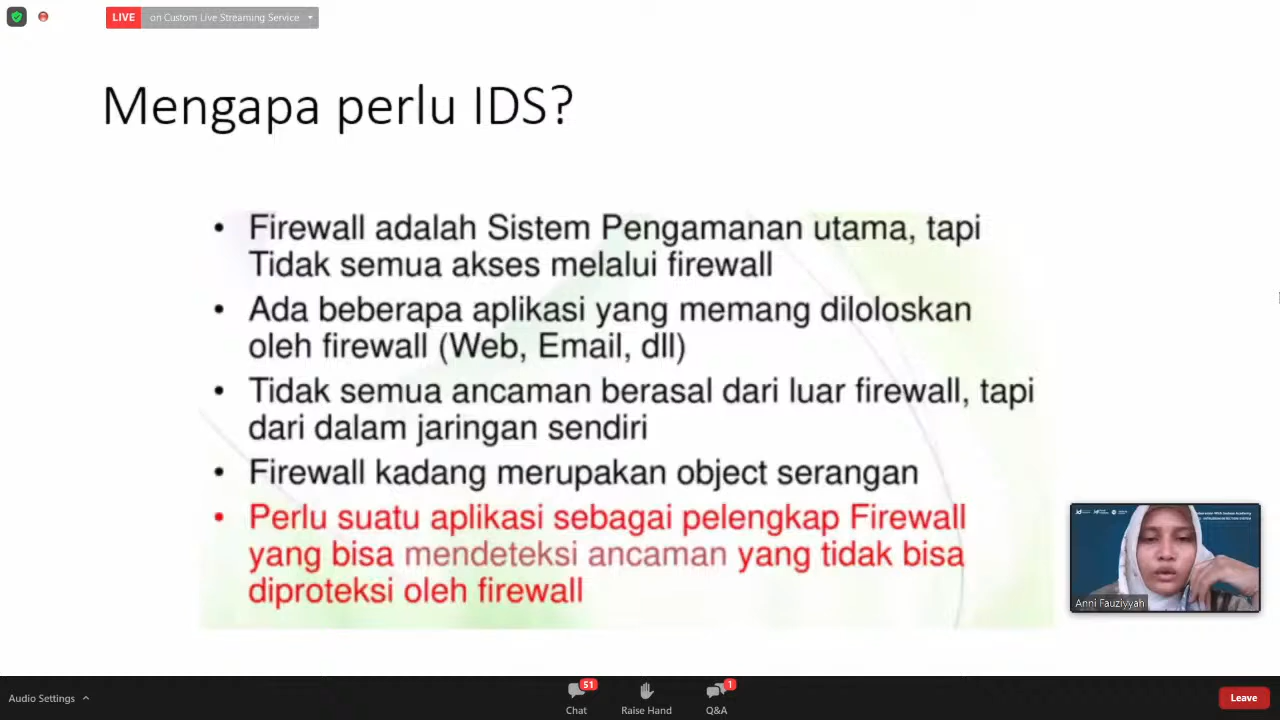 LIVE on Custom Live Streaming Service
Mengapa perlu IDS?
• Firewall adalah Sistem Pengamanan utama, tapi
Tidak semua akses melalui firewall
• Ada beberapa aplikasi yang memang diloloskan
oleh firewall (Web, Email, dll)
• Tidak semua ancaman berasal dari luar firewall, tapi
dari dalam jaringan sendiri
• Firewall kadang merupakan object serangan
• Perlu suatu aplikasi sebagai pelengkap Firewall
yang bisa mendeteksi ancaman yang tidak bisa
diproteksi oleh firewall
Anni Fauziyyah
Audio Settings
51
Chat
Raise Hand
1
Q&A
Leave